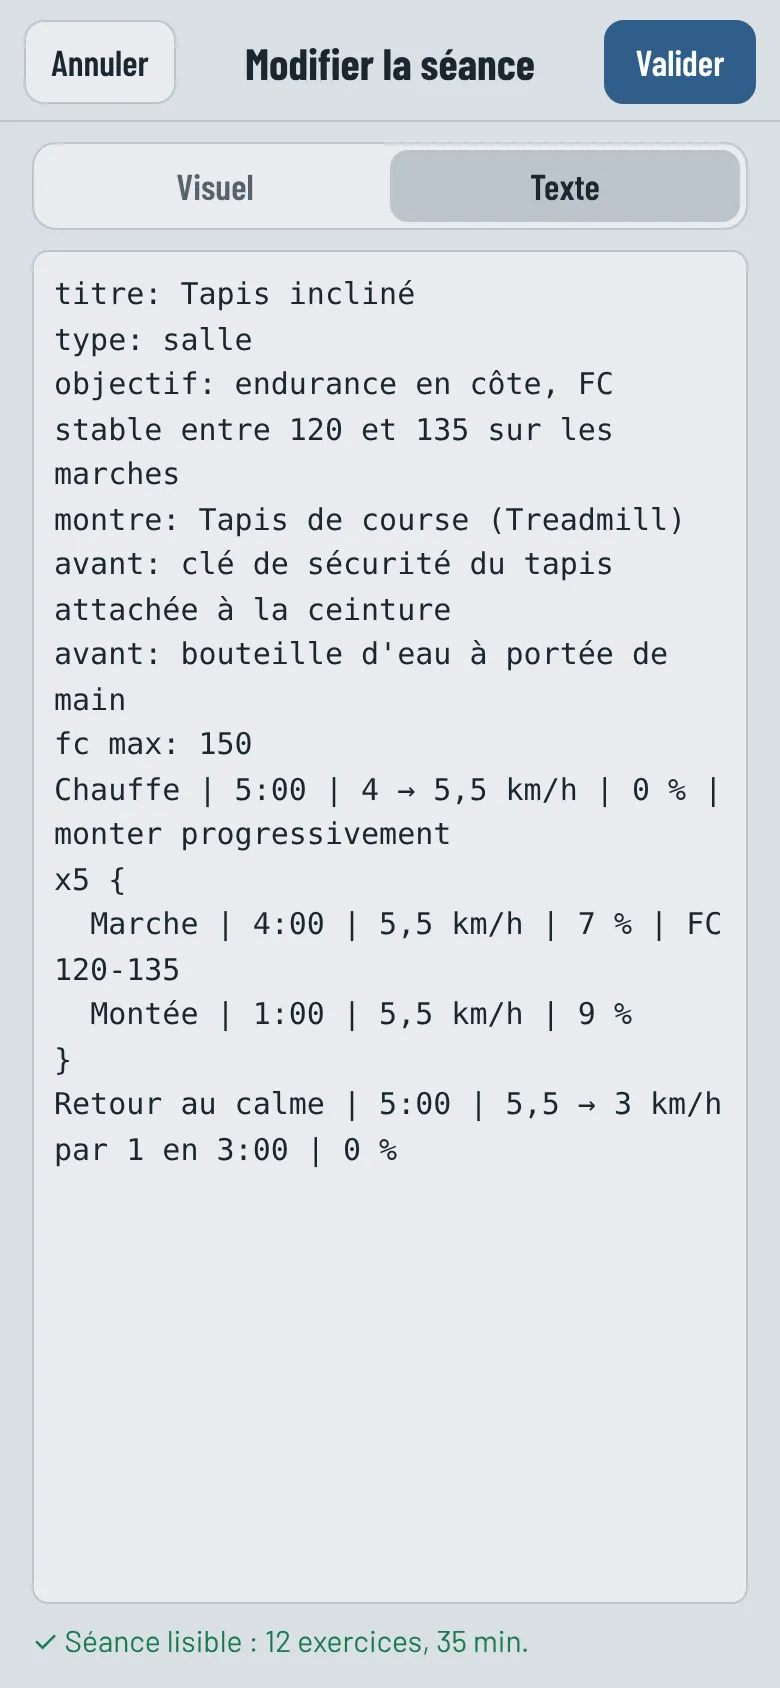 Annuler
Modifier la séance
Valider
Visuel
Texte
titre: Tapis incliné
type: salle
objectif: endurance en côte, FC
stable entre 120 et 135 sur les
marches
montre: Tapis de course (Treadmill)
avant: clé de sécurité du tapis
attachée à la ceinture
avant: bouteille d'eau à portée de
main
fc max: 150
Chauffe | 5:00 | 4 → 5,5 km/h | 0 % |
monter progressivement
x5 {
  Marche | 4:00 | 5,5 km/h | 7 % | FC
120-135
  Montée | 1:00 | 5,5 km/h | 9 %
}
Retour au calme | 5:00 | 5,5 → 3 km/h
par 1 en 3:00 | 0 %
✓ Séance lisible : 12 exercices, 35 min.